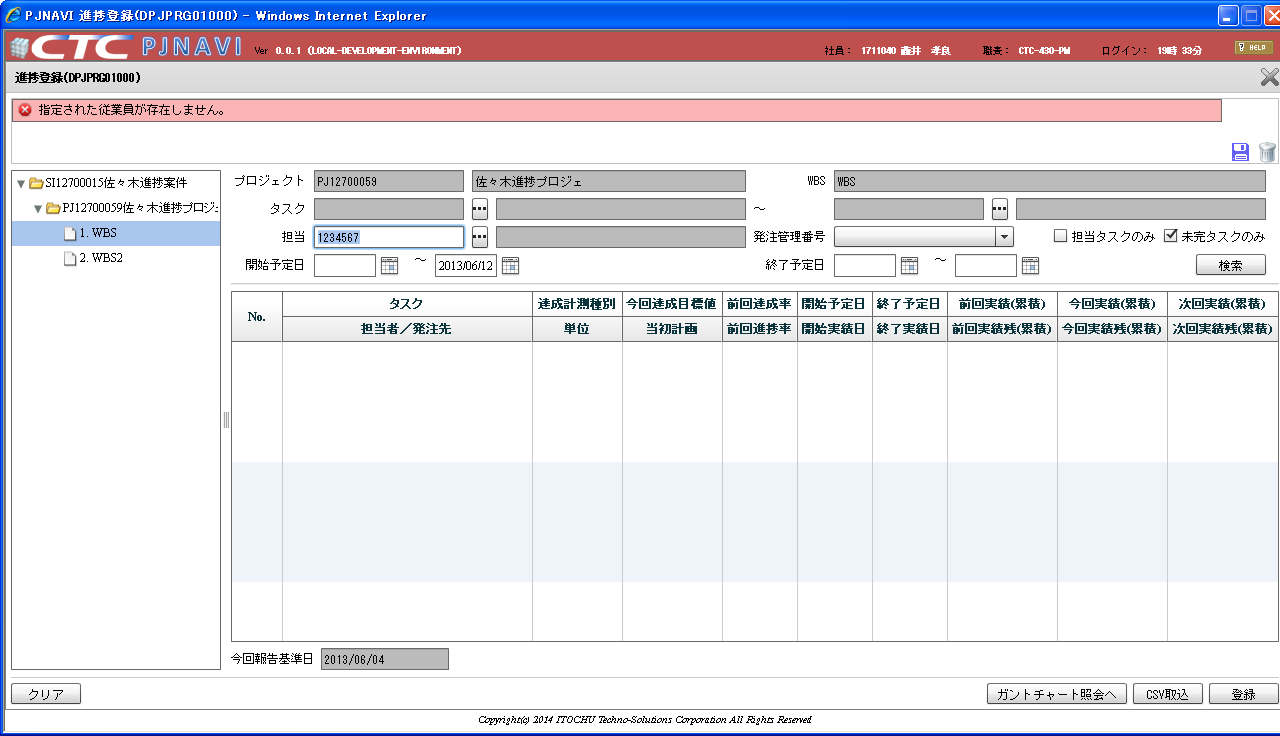 PJNAVI 進捗登録(DPJPRG01000) - Windows Internet Explorer
CTC PJNAVI Ver 0.0.1 (LOCAL-DEVELOPMENT-ENVIRONMENT) 社員： 1711040 森井 孝良 職責： CTC-430-PM ログイン： 19時 33分 HELP
進捗登録(DPJPRG01000)
指定された従業員が存在しません。
SI12700015佐々木進捗案件
PJ12700059佐々木進捗プロジェ
1. WBS
2. WBS2
プロジェクト PJ12700059 佐々木進捗プロジェ WBS WBS
タスク ～
担当 1234567 発注管理番号 担当タスクのみ 未完タスクのみ
開始予定日 ～ 2013/06/12 終了予定日 ～ 検索
No. タスク 達成計測種別 今回達成目標値 前回達成率 開始予定日 終了予定日 前回実績(累積) 今回実績(累積) 次回実績(累積)
担当者／発注先 単位 当初計画 前回進捗率 開始実績日 終了実績日 前回実績残(累積) 今回実績残(累積) 次回実績残(累積)
今回報告基準日 2013/06/04
クリア ガントチャート照会へ CSV取込 登録
Copyright(c) 2014 ITOCHU Techno-Solutions Corporation All Rights Reserved